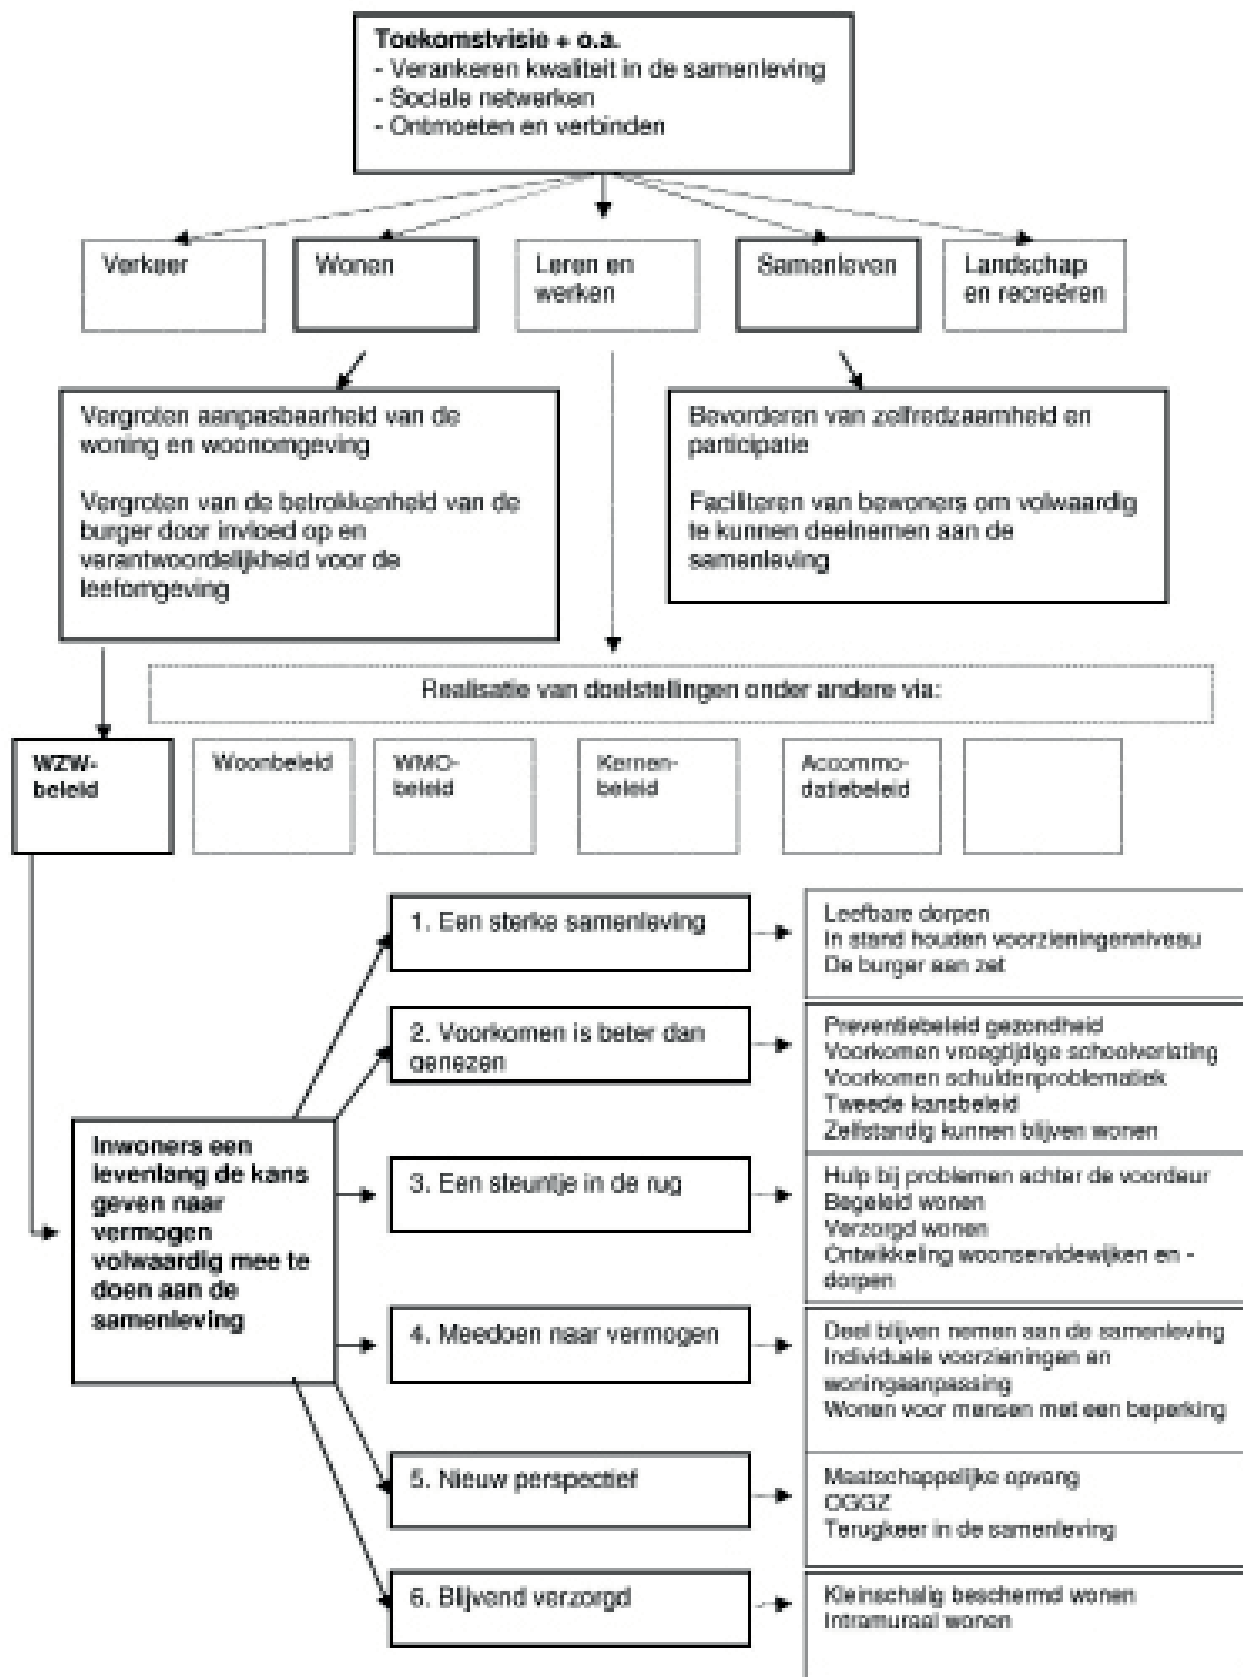 Toekomstvisie + o.a.
- Verankeren kwaliteit in de samenleving
- Sociale netwerken
- Ontmoeten en verbinden
Verkeer
Wonen
Leren en
werken
Samenleven
Landschap
en recreëren
Vergroten aanpasbaarheid van de
woning en woonomgeving
Vergroten van de betrokkenheid van de
burger door invloed op en
verantwoordelijkheid voor de
leefomgeving
Bevorderen van zelfredzaamheid en
participatie
Faciliteren van bewoners om volwaardig
te kunnen deelnemen aan de
samenleving
Realisatie van doelstellingen onder andere via:
WZW-
beleid
Woonbeleid
WMO-
beleid
Kernen-
beleid
Accommo-
datiebeleid
Inwoners een
levenlang de kans
geven naar
vermogen
volwaardig mee te
doen aan de
samenleving
1. Een sterke samenleving
Leefbare dorpen
In stand houden voorzieningenniveau
De burger aan zet
2. Voorkomen is beter dan
genezen
Preventiebeleid gezondheid
Voorkomen vroegtijdige schoolverlating
Voorkomen schuldenproblematiek
Tweede kansbeleid
Zelfstandig kunnen blijven wonen
3. Een steuntje in de rug
Hulp bij problemen achter de voordeur
Begeleid wonen
Verzorgd wonen
Ontwikkeling woonservidewijken en -
dorpen
4. Meedoen naar vermogen
Deel blijven nemen aan de samenleving
Individuele voorzieningen en
woningaanpassing
Wonen voor mensen met een beperking
5. Nieuw perspectief
Maatschappelijke opvang
OGGZ
Terugkeer in de samenleving
6. Blijvend verzorgd
Kleinschalig beschermd wonen
Intramuraal wonen